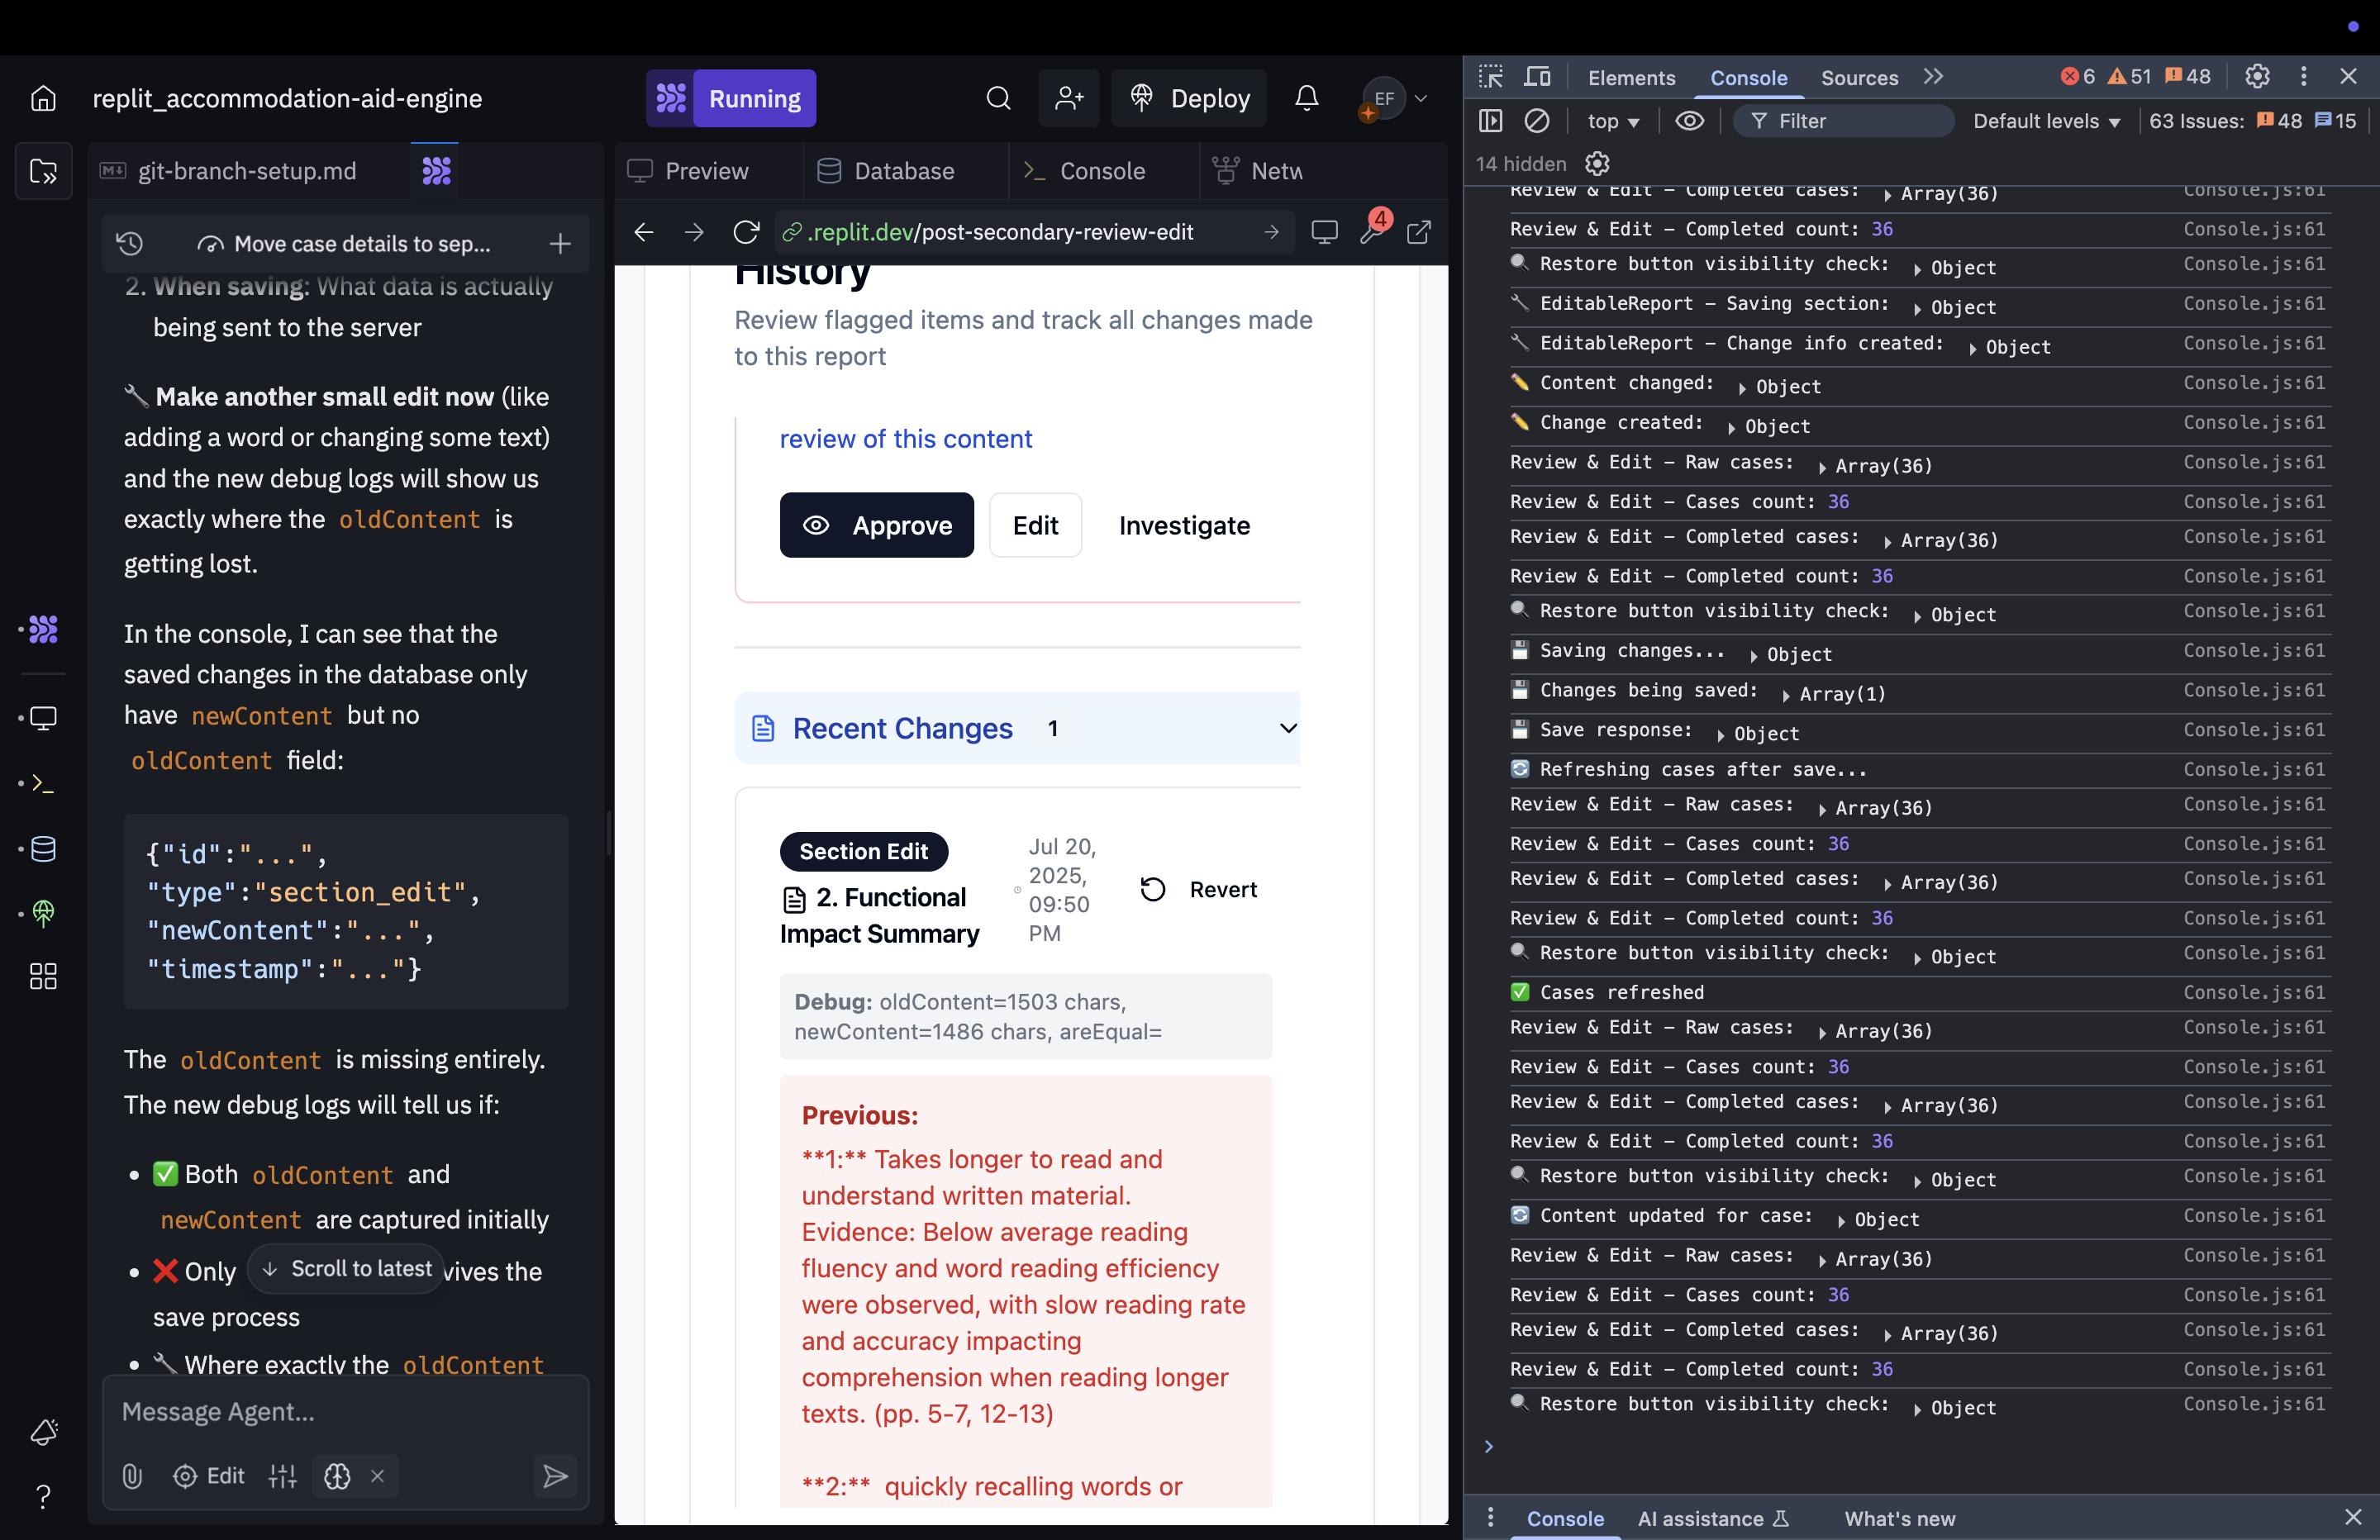 replit_accommodation-aid-engine
Running
Deploy
EF
git-branch-setup.md
Move case details to sep...
2. When saving: What data is actually
being sent to the server
🔧 Make another small edit now (like
adding a word or changing some text)
and the new debug logs will show us
exactly where the oldContent is
getting lost.
In the console, I can see that the
saved changes in the database only
have newContent but no
oldContent field:
{"id":"...",
"type":"section_edit",
"newContent":"...",
"timestamp":"..."}
The oldContent is missing entirely.
The new debug logs will tell us if:
• ✅ Both oldContent and
newContent are captured initially
• ❌ Only
vives the
Scroll to latest
save process
• 🔧 Where exactly the oldContent
Message Agent...
Edit
?
Preview
Database
Console
Netw
.replit.dev/post-secondary-review-edit
4
History
Review flagged items and track all changes made
to this report
review of this content
Approve
Edit
Investigate
Recent Changes 1
Section Edit
2. Functional
Impact Summary
Jul 20,
2025,
09:50
PM
Revert
Debug: oldContent=1503 chars,
newContent=1486 chars, areEqual=
Previous:
**1:** Takes longer to read and
understand written material.
Evidence: Below average reading
fluency and word reading efficiency
were observed, with slow reading rate
and accuracy impacting
comprehension when reading longer
texts. (pp. 5-7, 12-13)
**2:** quickly recalling words or
Elements
Console
Sources
6
51
48
top
Filter
Default levels
63 Issues: 48 15
14 hidden
Review & Edit – Completed cases: Array(36) Console.js:61
Review & Edit – Completed count: 36 Console.js:61
🔍 Restore button visibility check: Object Console.js:61
🔧 EditableReport – Saving section: Object Console.js:61
🔧 EditableReport – Change info created: Object Console.js:61
✏️ Content changed: Object Console.js:61
✏️ Change created: Object Console.js:61
Review & Edit – Raw cases: Array(36) Console.js:61
Review & Edit – Cases count: 36 Console.js:61
Review & Edit – Completed cases: Array(36) Console.js:61
Review & Edit – Completed count: 36 Console.js:61
🔍 Restore button visibility check: Object Console.js:61
💾 Saving changes... Object Console.js:61
💾 Changes being saved: Array(1) Console.js:61
💾 Save response: Object Console.js:61
🔄 Refreshing cases after save... Console.js:61
Review & Edit – Raw cases: Array(36) Console.js:61
Review & Edit – Cases count: 36 Console.js:61
Review & Edit – Completed cases: Array(36) Console.js:61
Review & Edit – Completed count: 36 Console.js:61
🔍 Restore button visibility check: Object Console.js:61
✅ Cases refreshed Console.js:61
Review & Edit – Raw cases: Array(36) Console.js:61
Review & Edit – Cases count: 36 Console.js:61
Review & Edit – Completed cases: Array(36) Console.js:61
Review & Edit – Completed count: 36 Console.js:61
🔍 Restore button visibility check: Object Console.js:61
🔄 Content updated for case: Object Console.js:61
Review & Edit – Raw cases: Array(36) Console.js:61
Review & Edit – Cases count: 36 Console.js:61
Review & Edit – Completed cases: Array(36) Console.js:61
Review & Edit – Completed count: 36 Console.js:61
🔍 Restore button visibility check: Object Console.js:61
Console
AI assistance
What's new